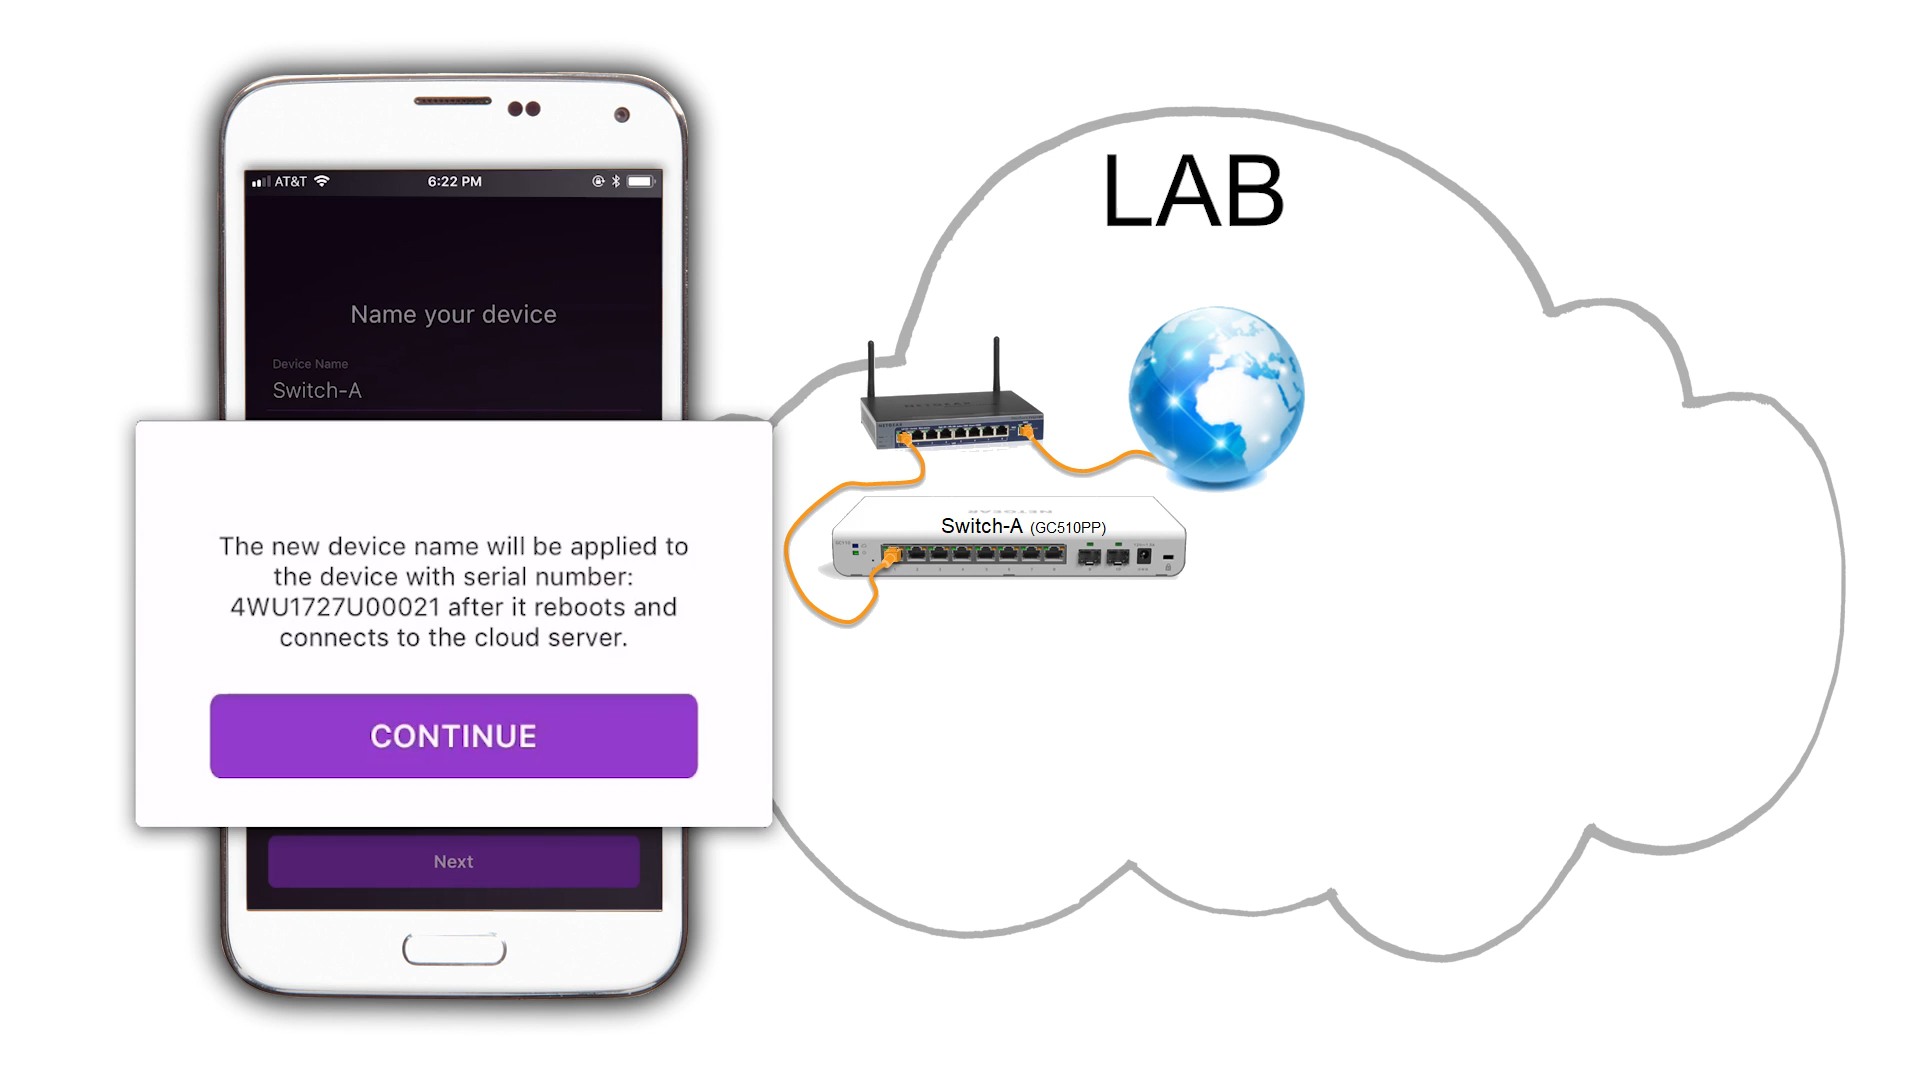 AT&T
6:22 PM
Name your device
Device Name
Switch-A
The new device name will be applied to
the device with serial number:
4WU1727U00021 after it reboots and
connects to the cloud server.
CONTINUE
Next
LAB
NETGEAR
NETGEAR
Switch-A (GC510PP)